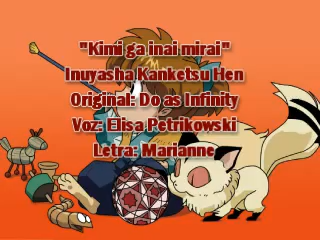 "Kimi ga inai mirai"
Inuyasha Kanketsu Hen
Original: Do as Infinity
Voz: Elisa Petrikowski
Letra: Marianne